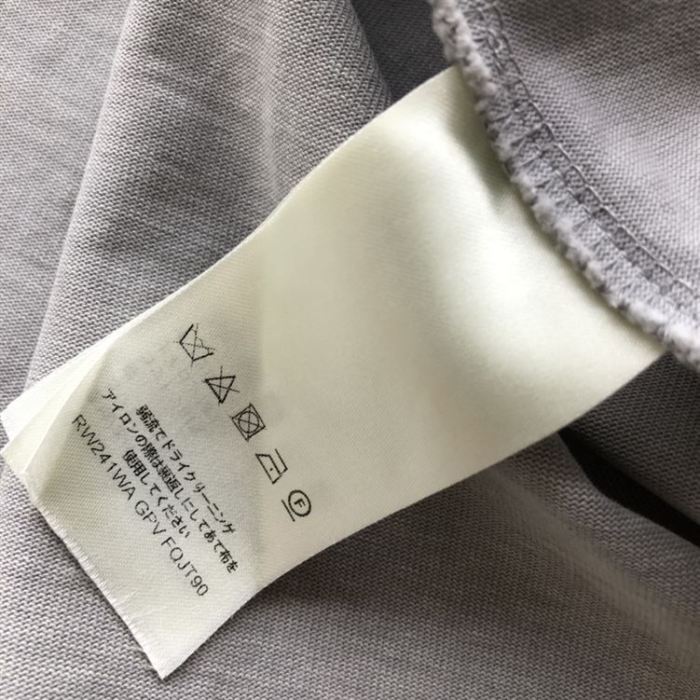 F
弱流でドライクリーニング
アイロンの際は裏返しにしてあて布を
使用してください
RW241WA GPV FQJT90